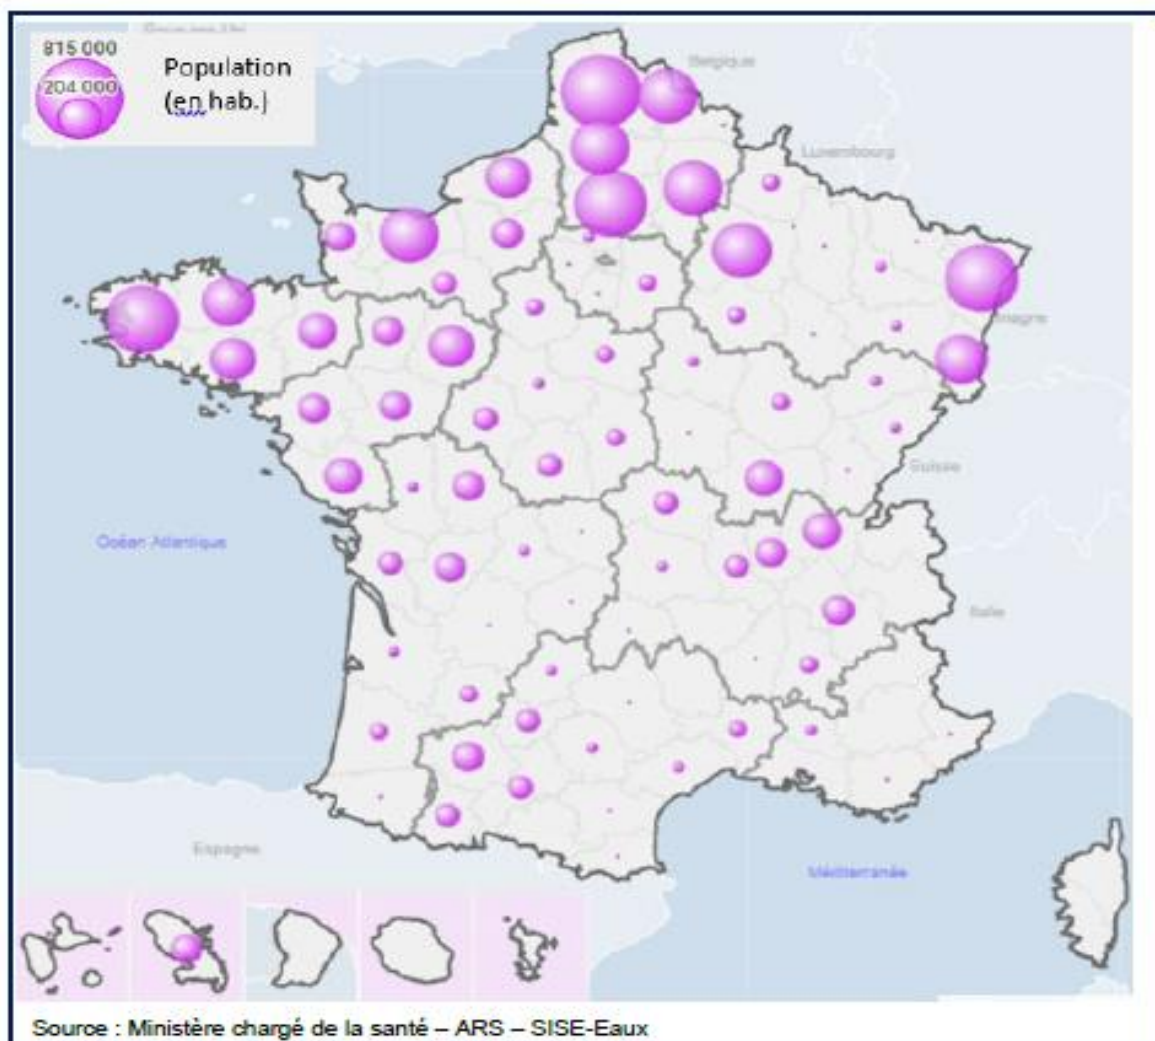 815 000
204 000
Population
(en hab.)
Belgique
Luxembourg
Suisse
Océan Atlantique
Italie
Espagne
Méditerranée
Source : Ministère chargé de la santé – ARS – SISE-Eaux